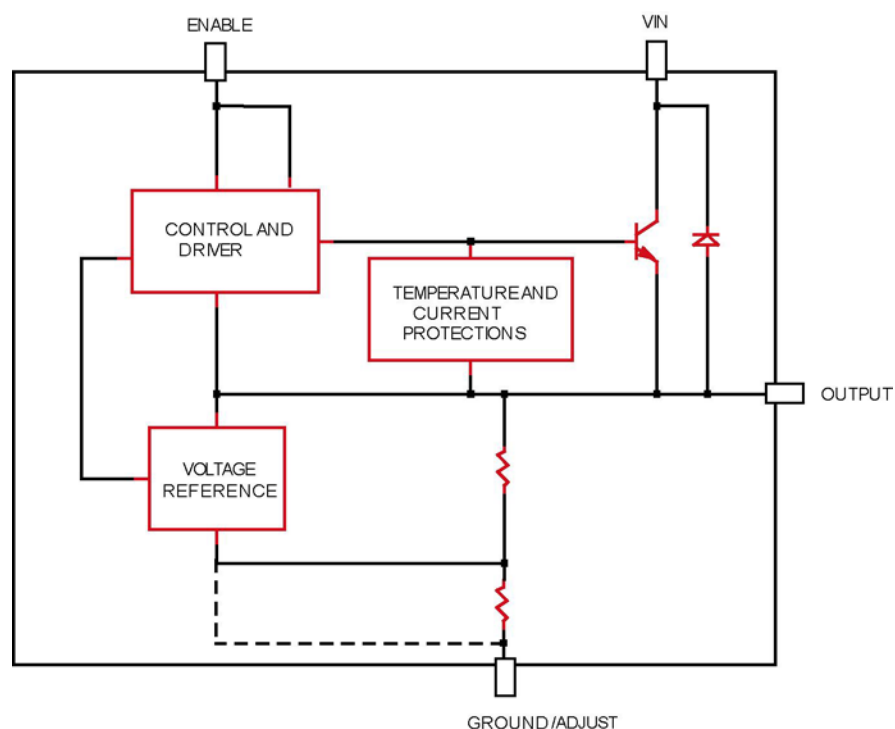 ENABLE
VIN
CONTROL AND
DRIVER
TEMPERATURE AND
CURRENT
PROTECTIONS
OUTPUT
VOLTAGE
REFERENCE
GROUND/ADJUST